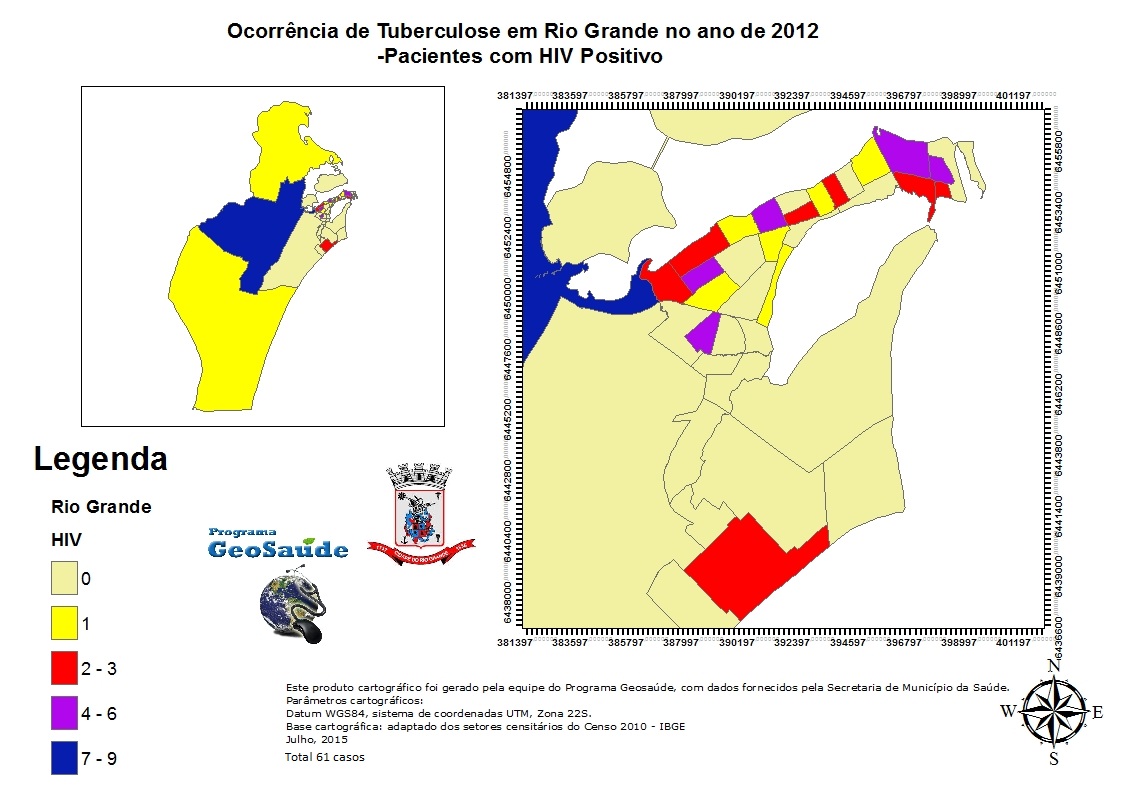 Ocorrência de Tuberculose em Rio Grande no ano de 2012
-Pacientes com HIV Positivo
381397 383597 385797 387997 390197 392397 394597 396797 398997 401197
6454800
6452400
6450000
6447600
6445200
6442800
6440400
6438000
6455800
6453400
6451000
6448600
6446200
6443800
6441400
6439000
6436600
381397 383597 385797 387997 390197 392397 394597 396797 398997 401197
Legenda
Rio Grande
HIV
0
1
2 - 3
4 - 6
7 - 9
Programa
GeoSaúde
Este produto cartográfico foi gerado pela equipe do Programa Geosaúde, com dados fornecidos pela Secretaria de Município da Saúde.
Parâmetros cartográficos:
Datum WGS84, sistema de coordenadas UTM, Zona 22S.
Base cartográfica: adaptado dos setores censitários do Censo 2010 - IBGE
Julho, 2015
Total 61 casos
N
W E
S